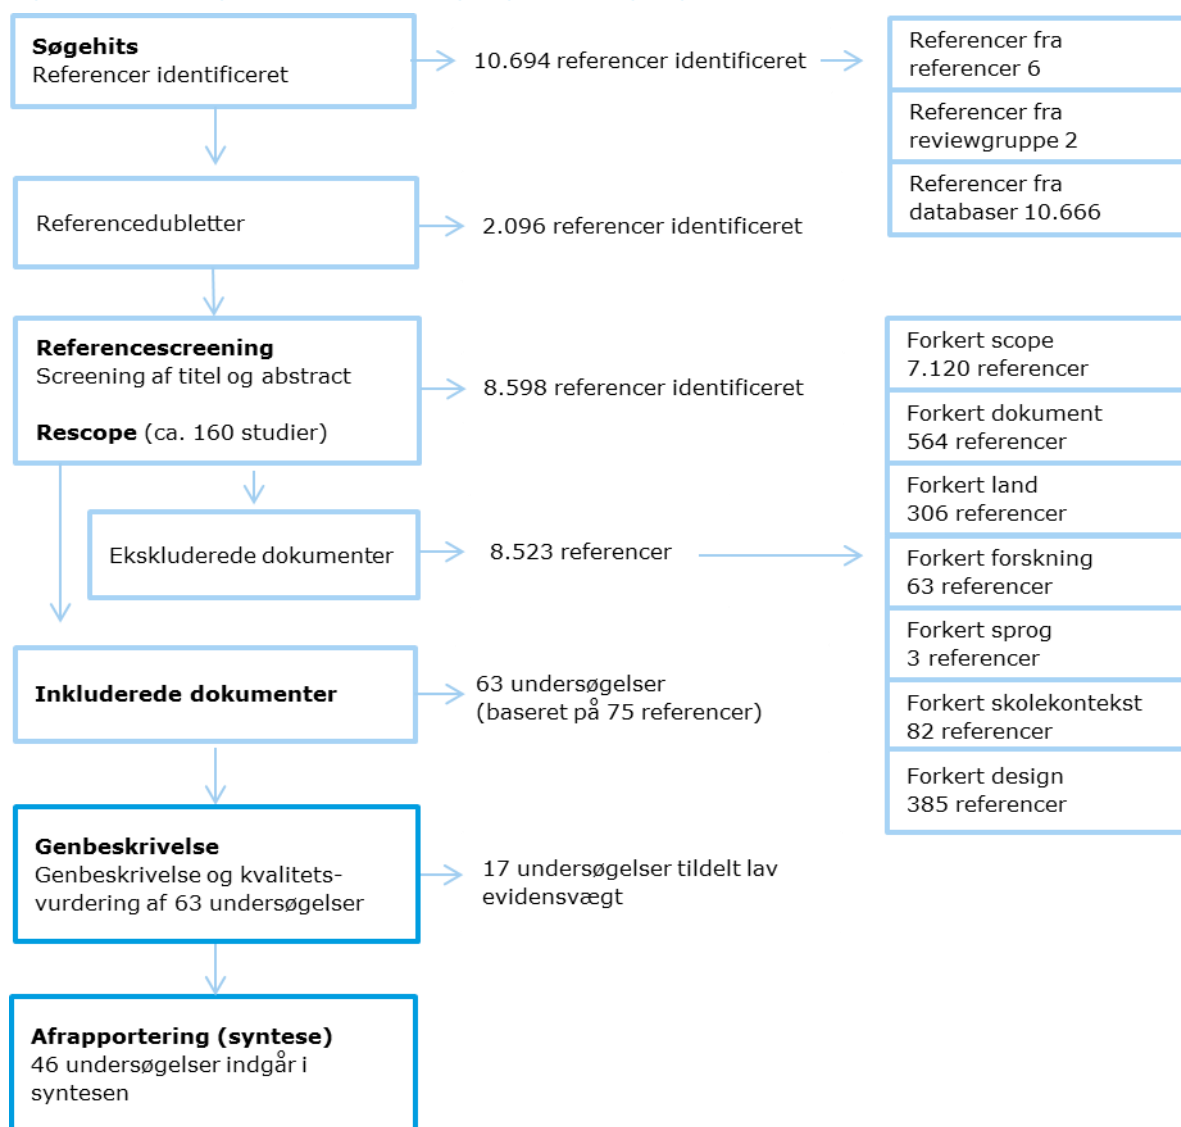 Søgehits
Referencer identificeret
10.694 referencer identificeret
Referencer fra
referencer 6
Referencer fra
reviewgruppe 2
Referencer fra
databaser 10.666
Referencedubletter
2.096 referencer identificeret
Referencescreening
Screening af titel og abstract
Rescope (ca. 160 studier)
8.598 referencer identificeret
Ekskluderede dokumenter
8.523 referencer
Forkert scope
7.120 referencer
Forkert dokument
564 referencer
Forkert land
306 referencer
Forkert forskning
63 referencer
Forkert sprog
3 referencer
Forkert skolekontekst
82 referencer
Forkert design
385 referencer
Inkluderede dokumenter
63 undersøgelser
(baseret på 75 referencer)
Genbeskrivelse
Genbeskrivelse og kvalitets-
vurdering af 63 undersøgelser
17 undersøgelser tildelt lav
evidensvægt
Afrapportering (syntese)
46 undersøgelser indgår i
syntesen